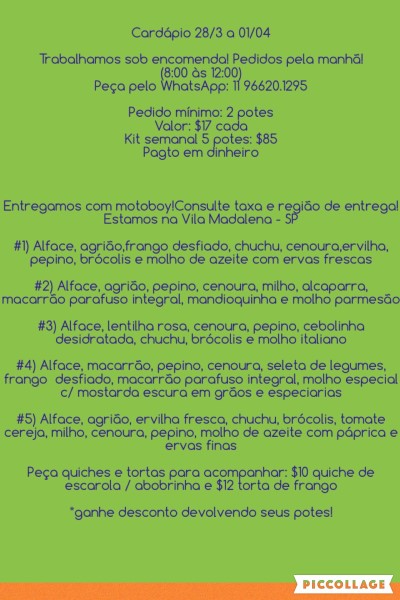 Cardápio 28/3 a 01/04
Trabalhamos sob encomenda! Pedidos pela manhã!
(8:00 às 12:00)
Peça pelo WhatsApp: 11 96620.1295
Pedido mínimo: 2 potes
Valor: $17 cada
Kit semanal 5 potes: $85
Pagto em dinheiro
Entregamos com motoboy!Consulte taxa e região de entrega!
Estamos na Vila Madalena - SP
#1) Alface, agrião,frango desfiado, chuchu, cenoura,ervilha,
pepino, brócolis e molho de azeite com ervas frescas
#2) Alface, agrião, pepino, cenoura, milho, alcaparra,
macarrão parafuso integral, mandioquinha e molho parmesão
#3) Alface, lentilha rosa, cenoura, pepino, cebolinha
desidratada, chuchu, brócolis e molho italiano
#4) Alface, macarrão, pepino, cenoura, seleta de legumes,
frango desfiado, macarrão parafuso integral, molho especial
c/ mostarda escura em grãos e especiarias
#5) Alface, agrião, ervilha fresca, chuchu, brócolis, tomate
cereja, milho, cenoura, pepino, molho de azeite com páprica e
ervas finas
Peça quiches e tortas para acompanhar: $10 quiche de
escarola / abobrinha e $12 torta de frango
*ganhe desconto devolvendo seus potes!
PICCOLLAGE